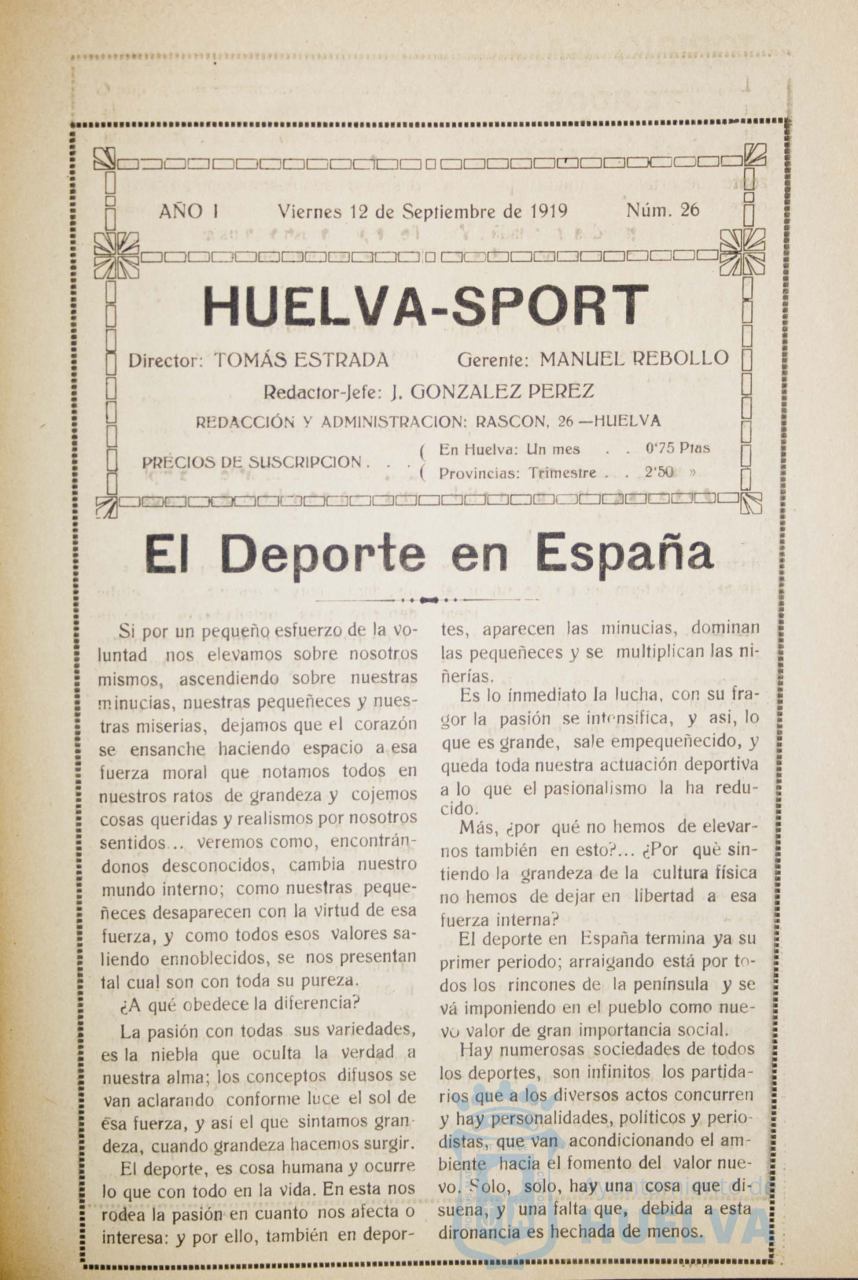 AÑO I Viernes 12 de Septiembre de 1919 Núm. 26
HUELVA-SPORT
Director: TOMÁS ESTRADA Gerente: MANUEL REBOLLO
Redactor-Jefe: J. GONZALEZ PEREZ
REDACCIÓN Y ADMINISTRACION: RASCON, 26 —HUELVA
PRECIOS DE SUSCRIPCION . . . ( En Huelva: Un mes . . 0'75 Ptas
( Provincias: Trimestre . . 2'50 »
El Deporte en España
Si por un pequeño esfuerzo de la vo-
luntad nos elevamos sobre nosotros
mismos, ascendiendo sobre nuestras
minucias, nuestras pequeñeces y nues-
tras miserias, dejamos que el corazón
se ensanche haciendo espacio a esa
fuerza moral que notamos todos en
nuestros ratos de grandeza y cojemos
cosas queridas y realismos por nosotros
sentidos... veremos como, encontrán-
donos desconocidos, cambia nuestro
mundo interno; como nuestras peque-
ñeces desaparecen con la virtud de esa
fuerza, y como todos esos valores sa-
liendo ennoblecidos, se nos presentan
tal cual son con toda su pureza.
¿A qué obedece la diferencia?
La pasión con todas sus variedades,
es la niebla que oculta la verdad a
nuestra alma; los conceptos difusos se
van aclarando conforme luce el sol de
ésa fuerza, y así el que sintamos gran-
deza, cuando grandeza hacemos surgir.
El deporte, es cosa humana y ocurre
lo que con todo en la vida. En esta nos
rodea la pasión en cuanto nos afecta o
interesa: y por ello, también en depor-
tes, aparecen las minucias, dominan
las pequeñeces y se multiplican las ni-
ñerías.
Es lo inmediato la lucha, con su fra-
gor la pasión se intensifica, y asi, lo
que es grande, sale empequeñecido, y
queda toda nuestra actuación deportiva
a lo que el pasionalismo la ha redu-
cido.
Más, ¿por qué no hemos de elevar-
nos también en esto?... ¿Por què sin-
tiendo la grandeza de la cultura física
no hemos de dejar en libertad a esa
fuerza interna?
El deporte en España termina ya su
primer periodo; arraigando está por to-
dos los rincones de la península y se
vá imponiendo en el pueblo como nue-
vo valor de gran importancia social.
Hay numerosas sociedades de todos
los deportes, son infinitos los partida-
rios que a los diversos actos concurren
y hay personalidades, políticos y perio-
distas, que van acondicionando el am-
biente hacia el fomento del valor nue-
vo. Solo, solo, hay una cosa que di-
suena, y una falta que, debida a esta
dironancia es hechada de menos.
Ayuntamiento de
HUELVA